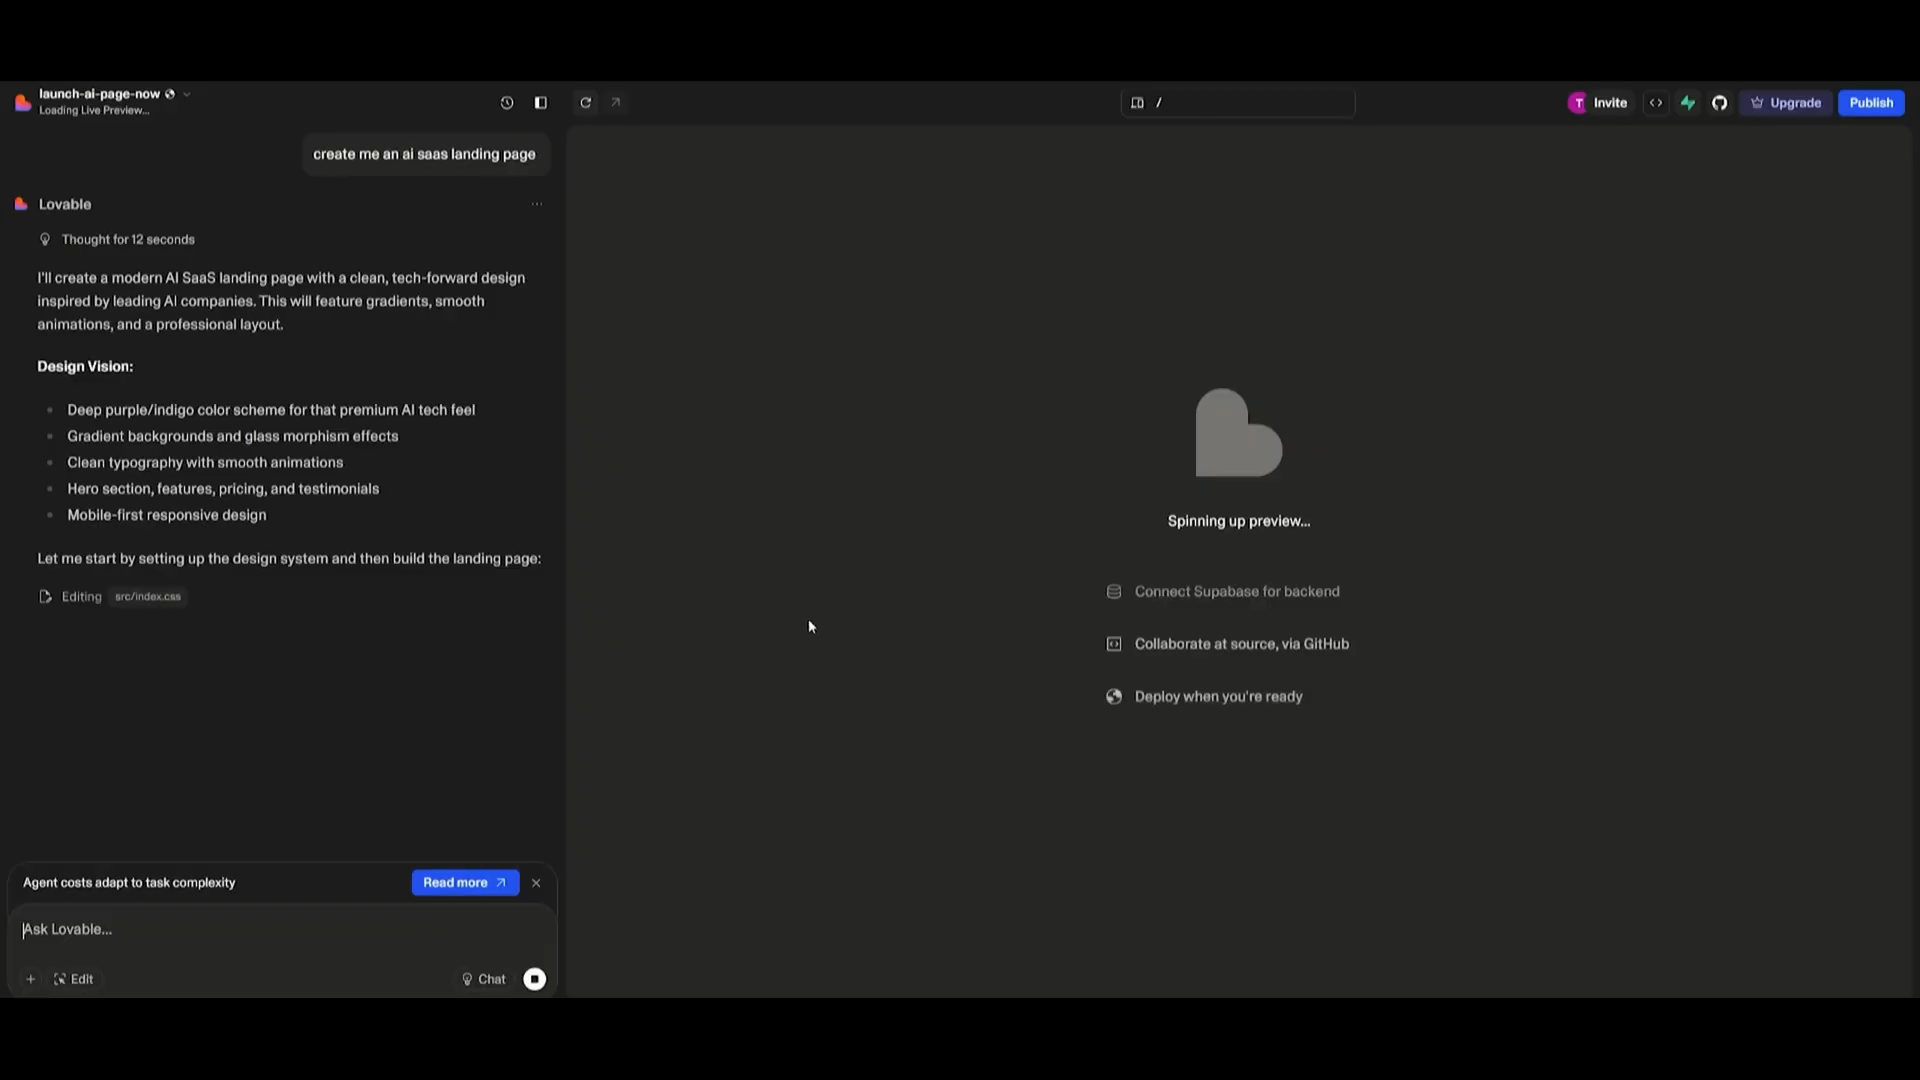 launch-ai-page-now
Loading Live Preview...
/
T
Invite
Upgrade
Publish
create me an ai saas landing page
Lovable
Thought for 12 seconds
I'll create a modern AI SaaS landing page with a clean, tech-forward design
inspired by leading AI companies. This will feature gradients, smooth
animations, and a professional layout.
Design Vision:
Deep purple/indigo color scheme for that premium AI tech feel
Gradient backgrounds and glass morphism effects
Clean typography with smooth animations
Hero section, features, pricing, and testimonials
Mobile-first responsive design
Let me start by setting up the design system and then build the landing page:
Editing src/index.css
Agent costs adapt to task complexity
Read more
Ask Lovable...
Edit
Chat
Spinning up preview...
Connect Supabase for backend
Collaborate at source, via GitHub
Deploy when you're ready